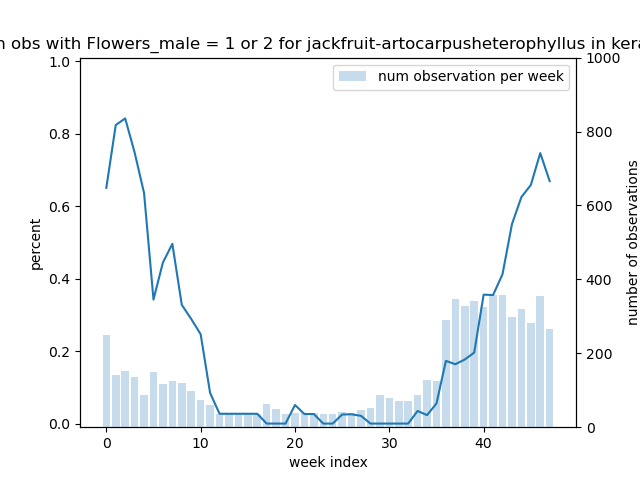 obs with Flowers_male = 1 or 2 for jackfruit-artocarpusheterophyllus in
num observation per week
percent
1.0
0.8
0.6
0.4
0.2
0.0
1000
800
600
400
200
0
number of observations
0 10 20 30 40
week index